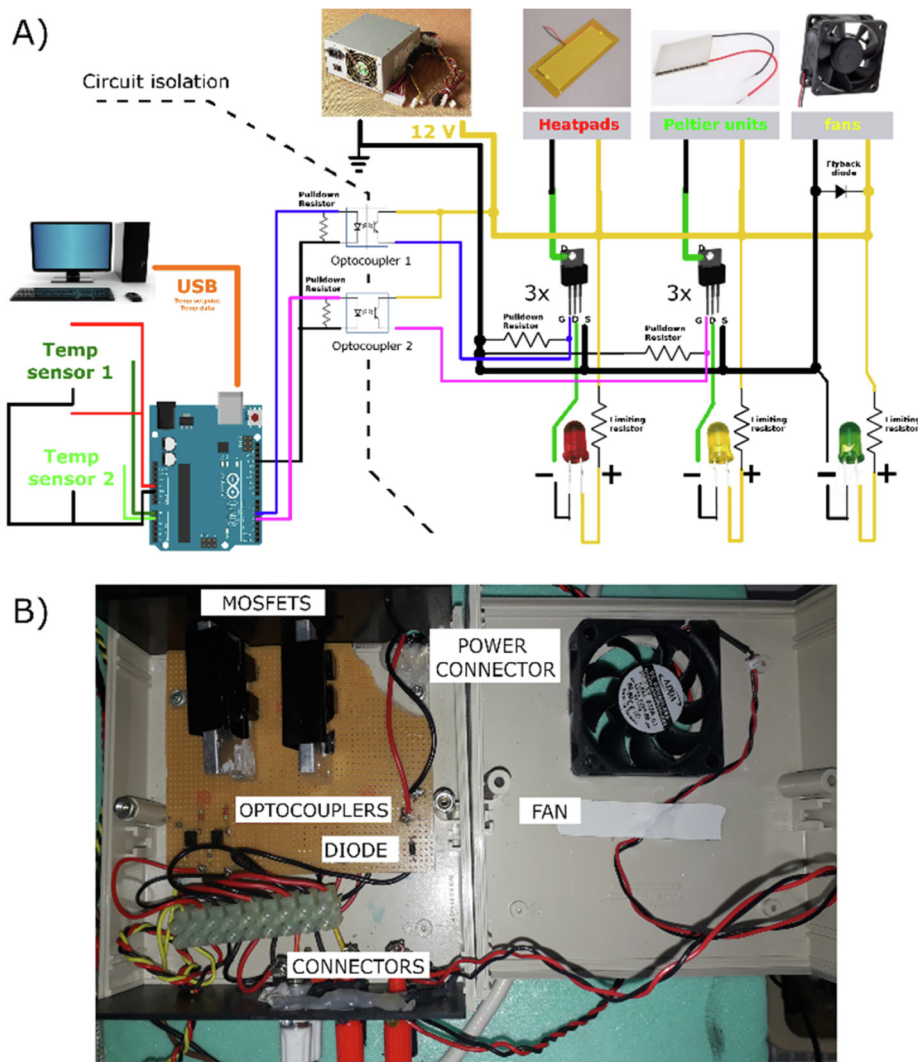 A)
Circuit isolation
12 V
Heatpads
Peltier units
fans
Flyback
diode
Pulldown
Resistor
Optocoupler 1
Pulldown
Resistor
Optocoupler 2
USB
Temp setpoint,
Temp data
Temp
sensor 1
Temp
sensor 2
D
3x
G D S
Pulldown
Resistor
D
3x
G D S
Pulldown
Resistor
Limiting
resistor
- +
Limiting
resistor
- +
Limiting
resistor
- +
B)
MOSFETS
POWER
CONNECTOR
OPTOCOUPLERS
DIODE
FAN
CONNECTORS
ADDA